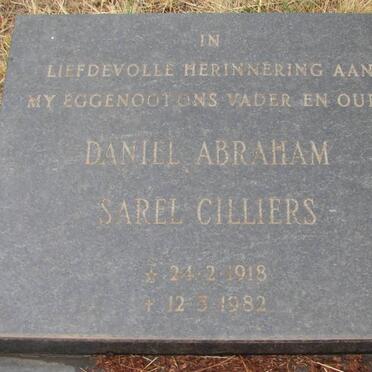 IN
LIEFDEVOLLE HERINNERING AAN
MY EGGENOOT ONS VADER EN OUP
DANIEL ABRAHAM
SAREL CILLIERS
☆ 24-2-1918
† 12-3-1982